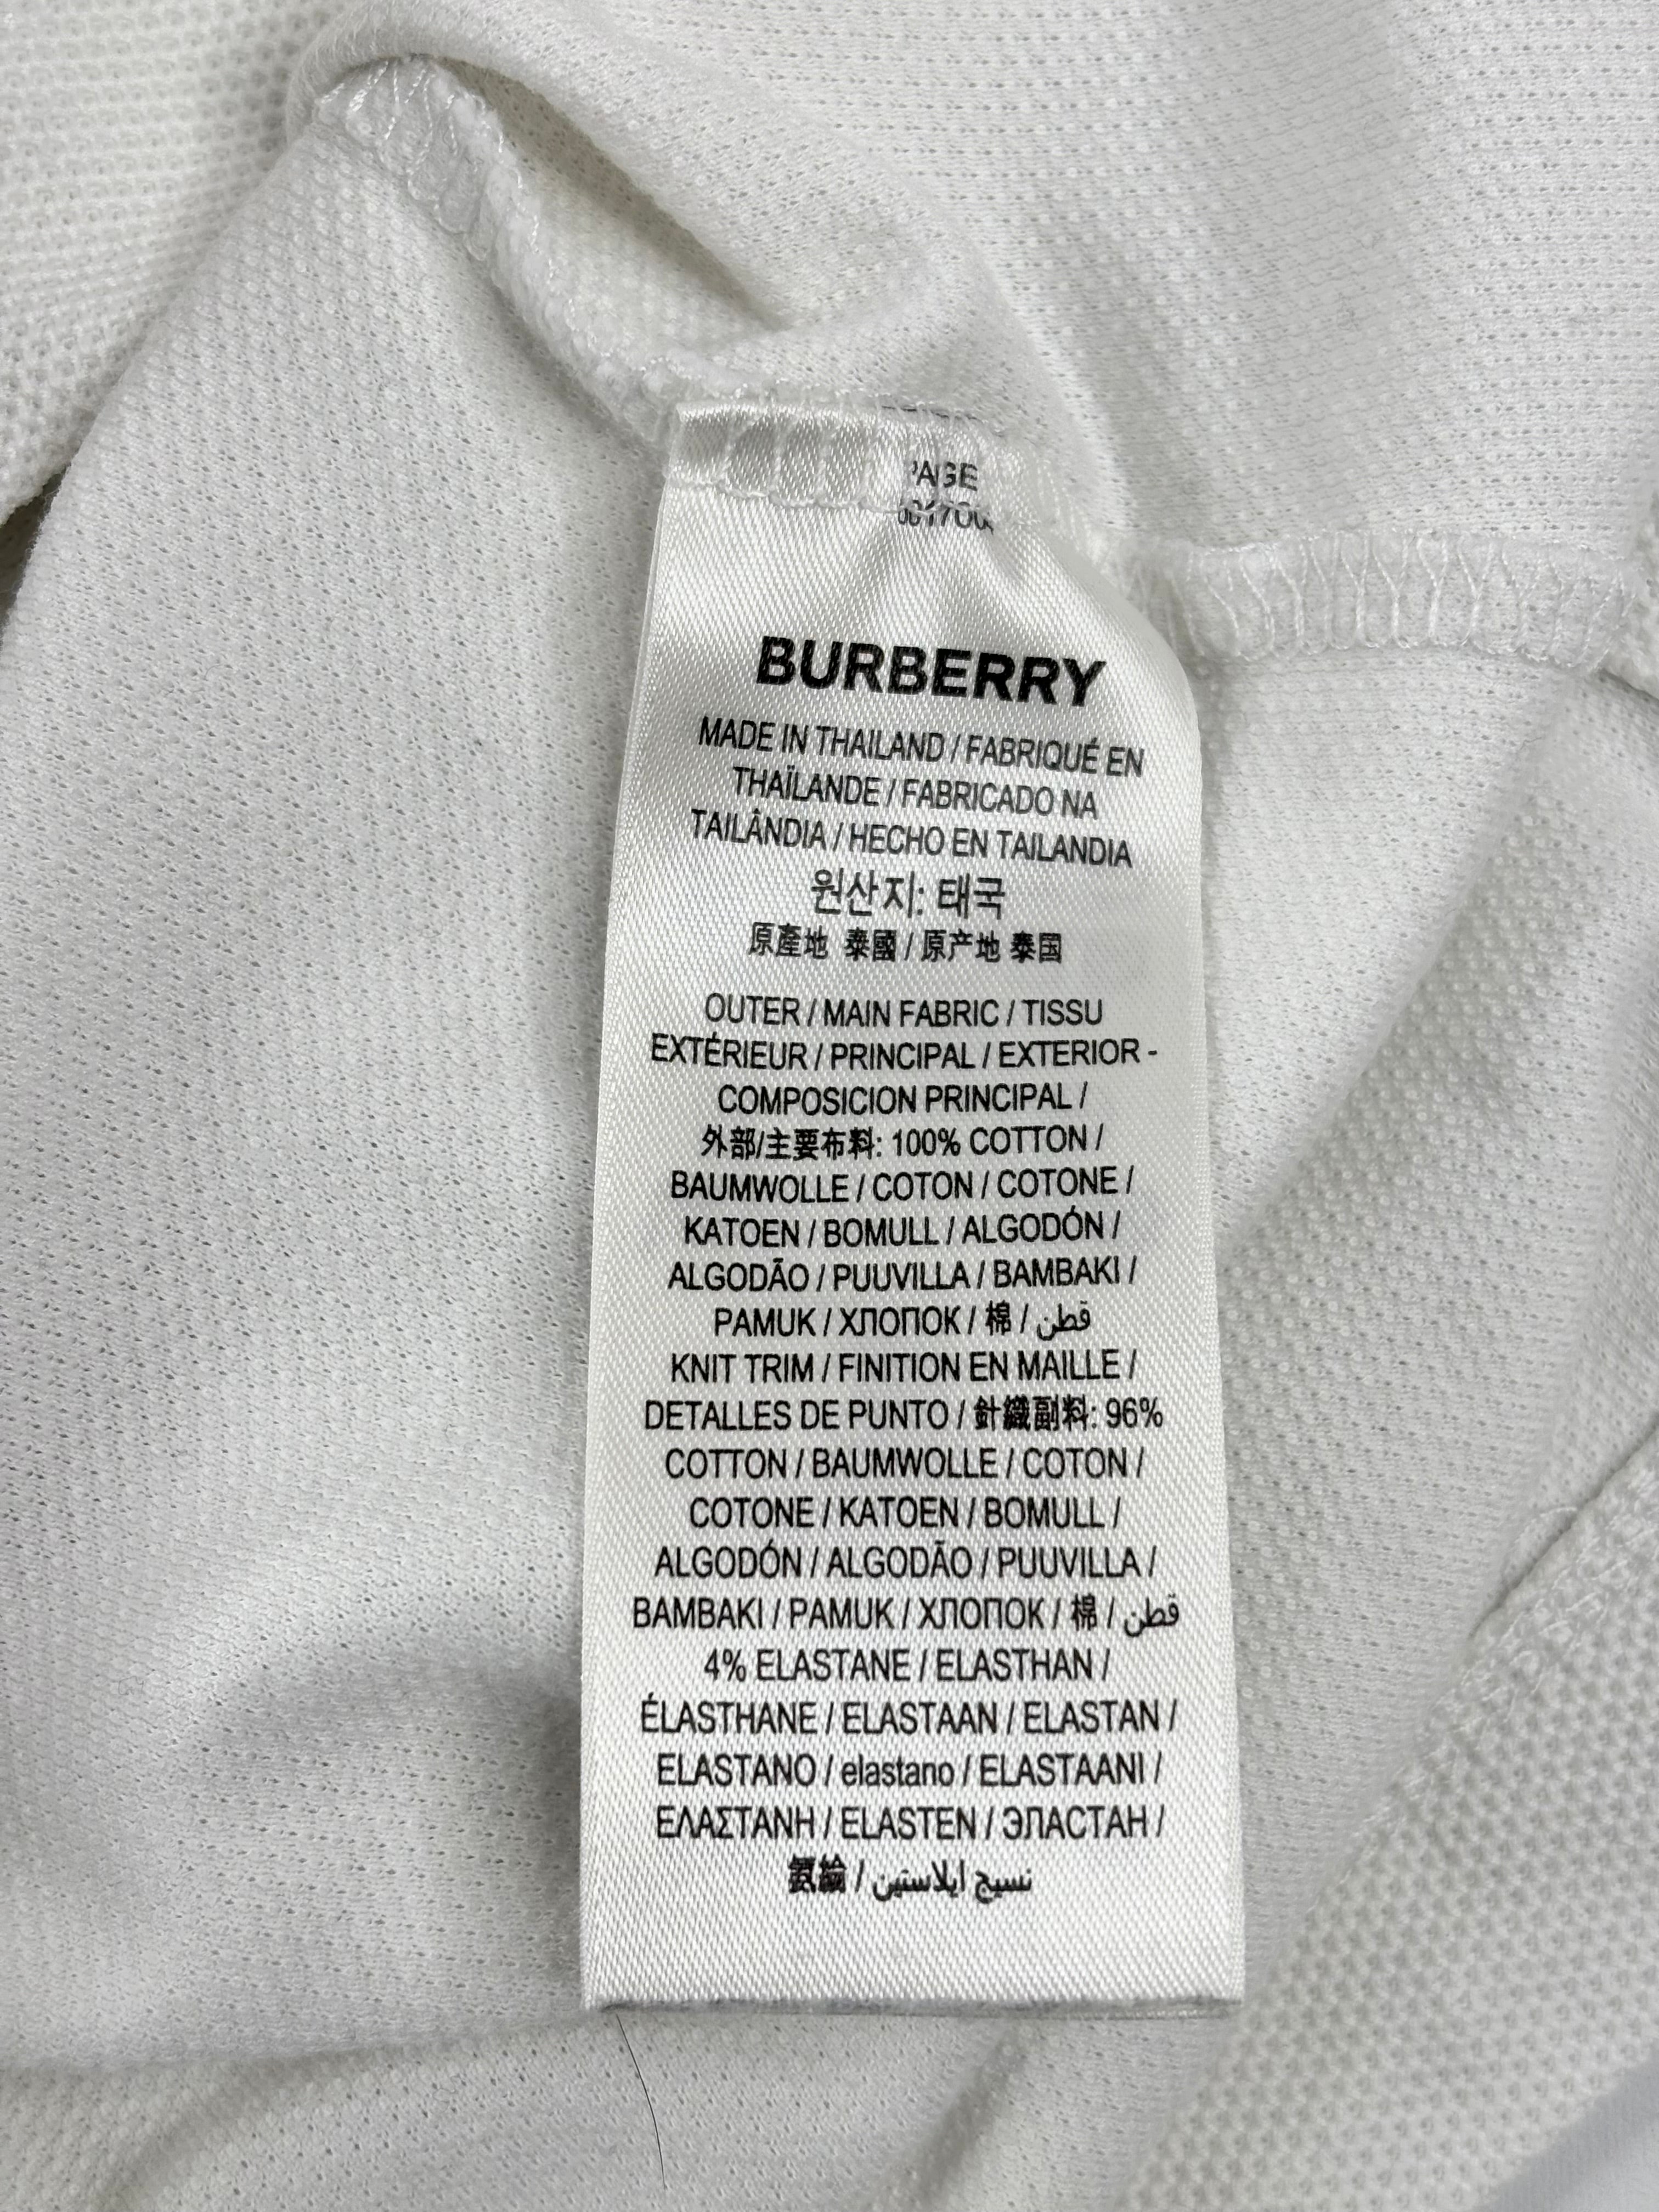 BURBERRY
MADE IN THAILAND / FABRIQUÉ EN
THAÏLANDE / FABRICADO NA
TAILÂNDIA / HECHO EN TAILANDIA
원산지: 태국
原產地 泰國 / 原产地 泰国
OUTER / MAIN FABRIC / TISSU
EXTÉRIEUR / PRINCIPAL / EXTERIOR -
COMPOSICION PRINCIPAL /
外部/主要布料: 100% COTTON /
BAUMWOLLE / COTON / COTONE /
KATOEN / BOMULL / ALGODÓN /
ALGODÃO / PUUVILLA / BAMBAKI /
PAMUK / ХЛОПОК / 棉 / قطن
KNIT TRIM / FINITION EN MAILLE /
DETALLES DE PUNTO / 針織副料: 96%
COTTON / BAUMWOLLE / COTON /
COTONE / KATOEN / BOMULL /
ALGODÓN / ALGODÃO / PUUVILLA /
BAMBAKI / PAMUK / ХЛОПОК / 棉 / قطن
4% ELASTANE / ELASTHAN /
ÉLASTHANE / ELASTAAN / ELASTAN /
ELASTANO / elastano / ELASTAANI /
ΕΛΑΣΤΑΝΗ / ELASTEN / ЭЛАСТАН /
氨綸 / نسيج ايلاستين